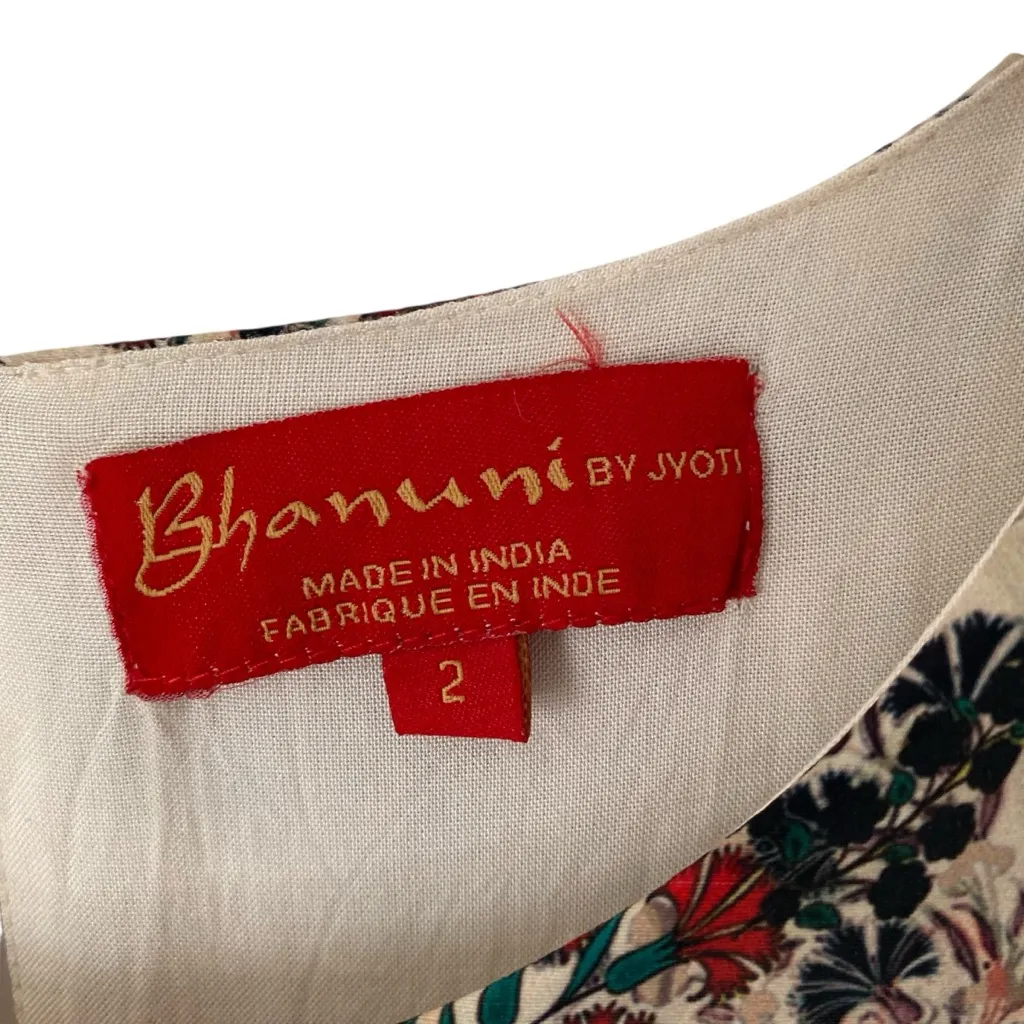 Bhanuni BY JYOTI
MADE IN INDIA
FABRIQUE EN INDE
2